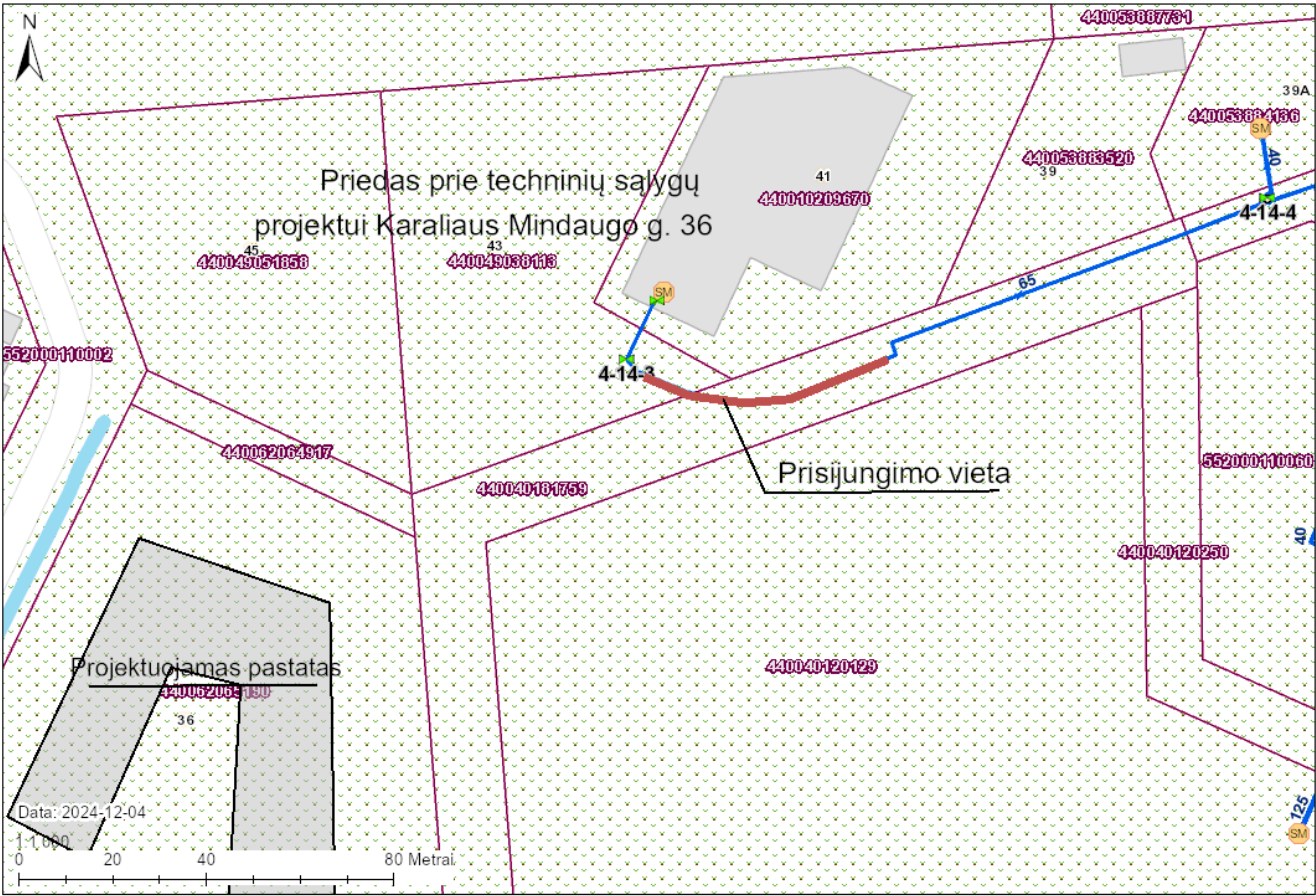 N
440053887731
39A
440053884136
SM
40
4-14-4
440053883520
39
Priedas prie techninių sąlygų
projektui Karaliaus Mindaugo g. 36
41
440010209670
45
440049051858
43
440049038113
SM
65
552000110002
4-14-3
440062064917
440040181759
Prisijungimo vieta
552000110060
40
440040120250
Projektuojamas pastatas
440062065190
36
440040120129
Data: 2024-12-04
1:1 000
0 20 40 80 Metrai
125
SM